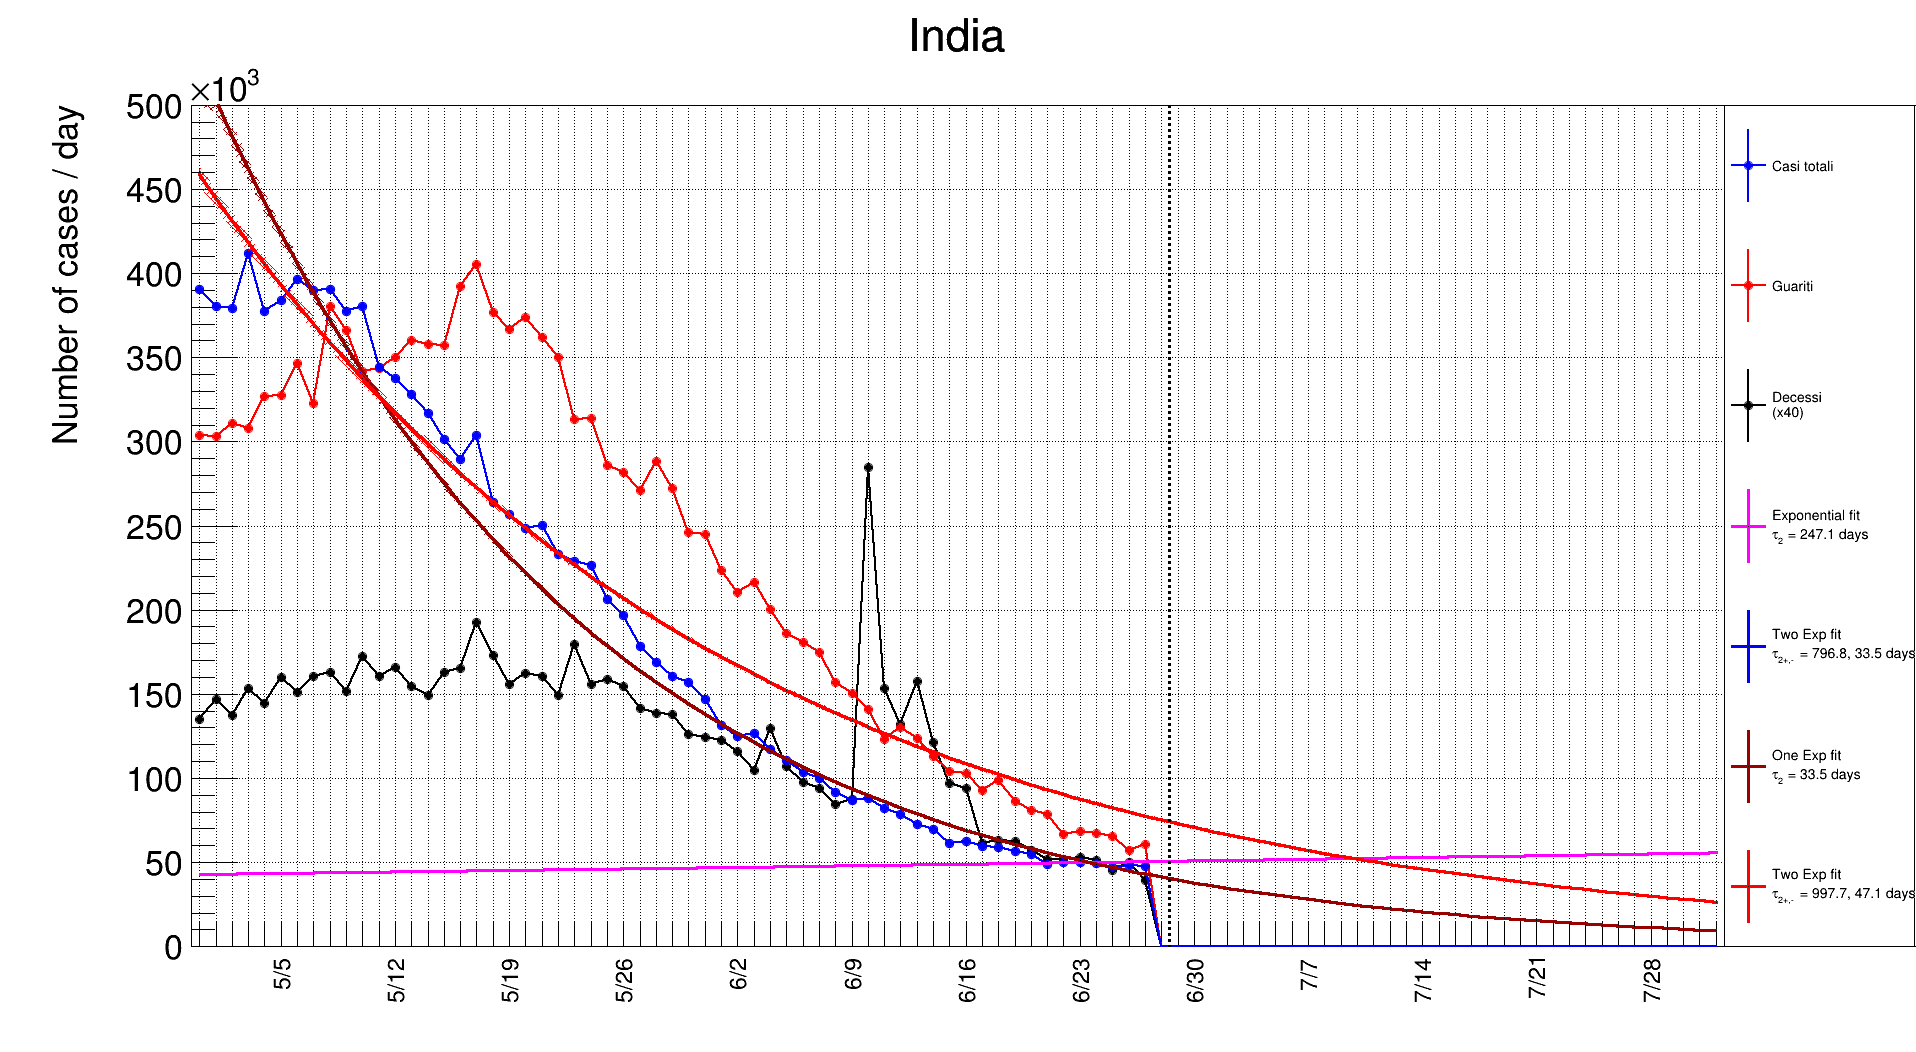 India
×10³
Number of cases / day
500
450
400
350
300
250
200
150
100
50
0
5/5
5/12
5/19
5/26
6/2
6/9
6/16
6/23
6/30
7/7
7/14
7/21
7/28
Casi totali
Guariti
Decessi
(x40)
Exponential fit
τ₂ = 247.1 days
Two Exp fit
τ₂₊,₋ = 796.8, 33.5 days
One Exp fit
τ₂ = 33.5 days
Two Exp fit
τ₂₊,₋ = 997.7, 47.1 days